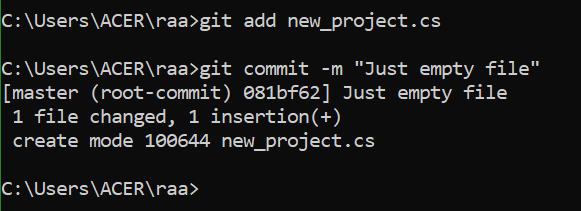 C:\Users\ACER\raa>git add new_project.cs
C:\Users\ACER\raa>git commit -m "Just empty file"
[master (root-commit) 081bf62] Just empty file
 1 file changed, 1 insertion(+)
 create mode 100644 new_project.cs
C:\Users\ACER\raa>